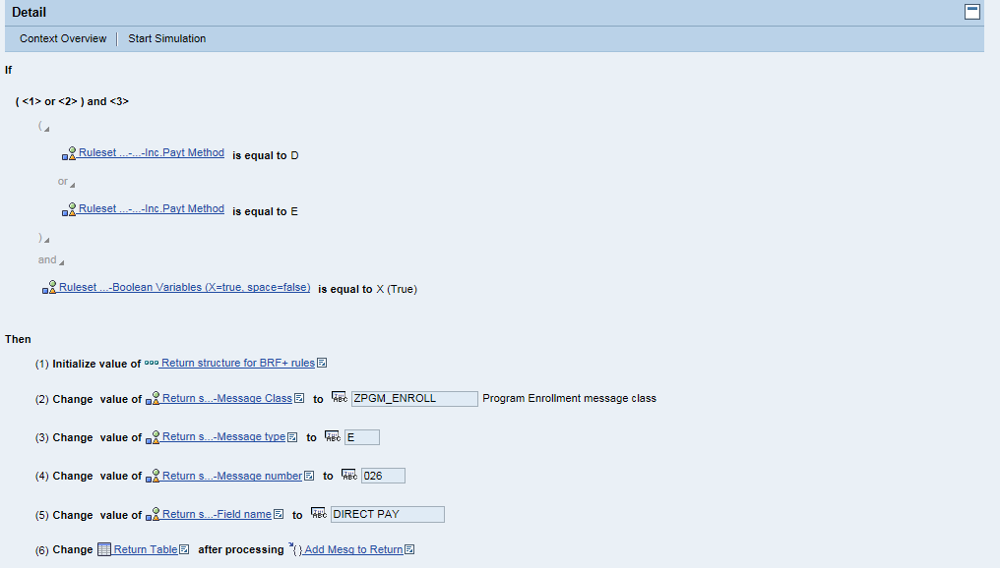 Detail
Context Overview Start Simulation
If
( <1> or <2> ) and <3>
(
Ruleset ...-...-Inc.Payt Method is equal to D
or
Ruleset ...-...-Inc.Payt Method is equal to E
)
and
Ruleset ...-Boolean Variables (X=true, space=false) is equal to X (True)
Then
(1) Initialize value of Return structure for BRF+ rules
(2) Change value of Return s...-Message Class to ABC ZPGM_ENROLL Program Enrollment message class
(3) Change value of Return s...-Message type to ABC E
(4) Change value of Return s...-Message number to ABC 026
(5) Change value of Return s...-Field name to ABC DIRECT PAY
(6) Change Return Table after processing Add Mesg to Return